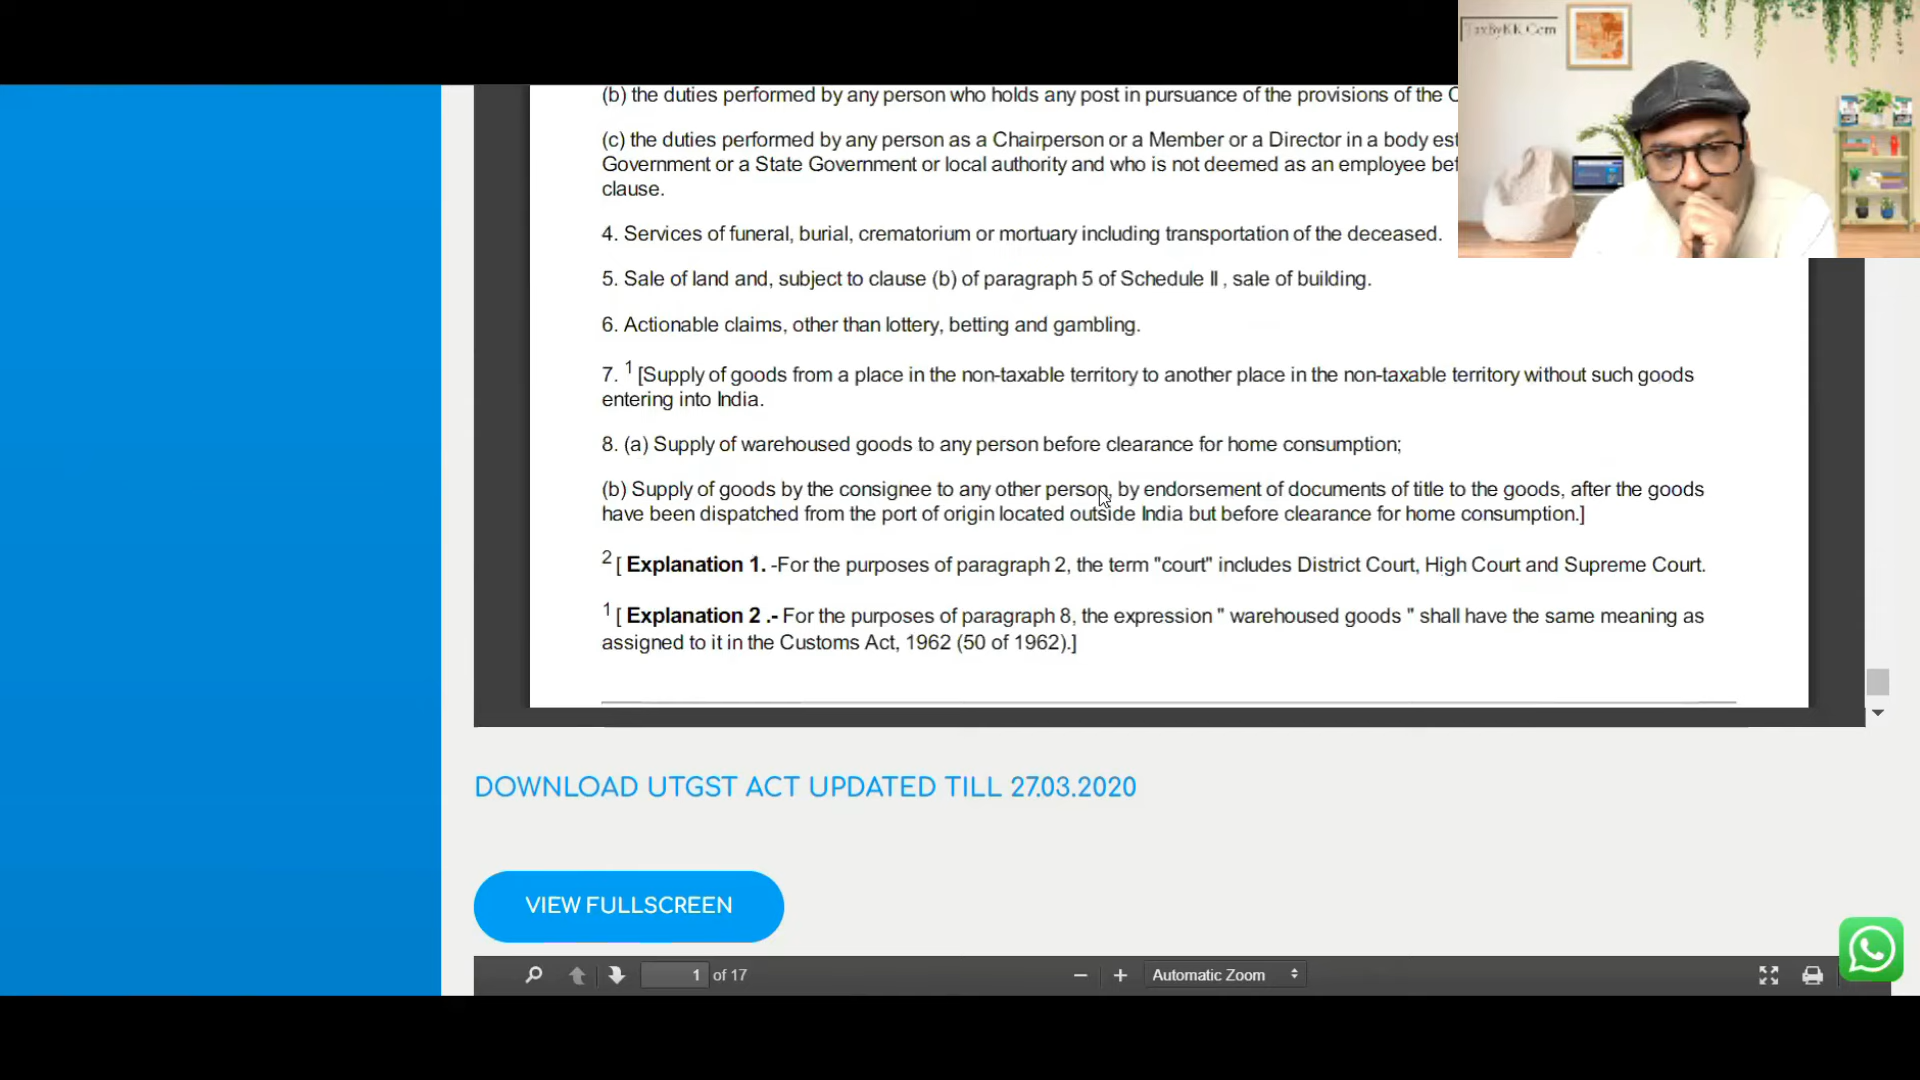 TaxByKK.Com
(b) the duties performed by any person who holds any post in pursuance of the provisions of the C
(c) the duties performed by any person as a Chairperson or a Member or a Director in a body est
Government or a State Government or local authority and who is not deemed as an employee bef
clause.
4. Services of funeral, burial, crematorium or mortuary including transportation of the deceased.
5. Sale of land and, subject to clause (b) of paragraph 5 of Schedule II , sale of building.
6. Actionable claims, other than lottery, betting and gambling.
7. 1 [Supply of goods from a place in the non-taxable territory to another place in the non-taxable territory without such goods
entering into India.
8. (a) Supply of warehoused goods to any person before clearance for home consumption;
(b) Supply of goods by the consignee to any other person, by endorsement of documents of title to the goods, after the goods
have been dispatched from the port of origin located outside India but before clearance for home consumption.]
2 [ Explanation 1. -For the purposes of paragraph 2, the term "court" includes District Court, High Court and Supreme Court.
1 [ Explanation 2 .- For the purposes of paragraph 8, the expression " warehoused goods " shall have the same meaning as
assigned to it in the Customs Act, 1962 (50 of 1962).]
DOWNLOAD UTGST ACT UPDATED TILL 27.03.2020
VIEW FULLSCREEN
1 of 17
Automatic Zoom